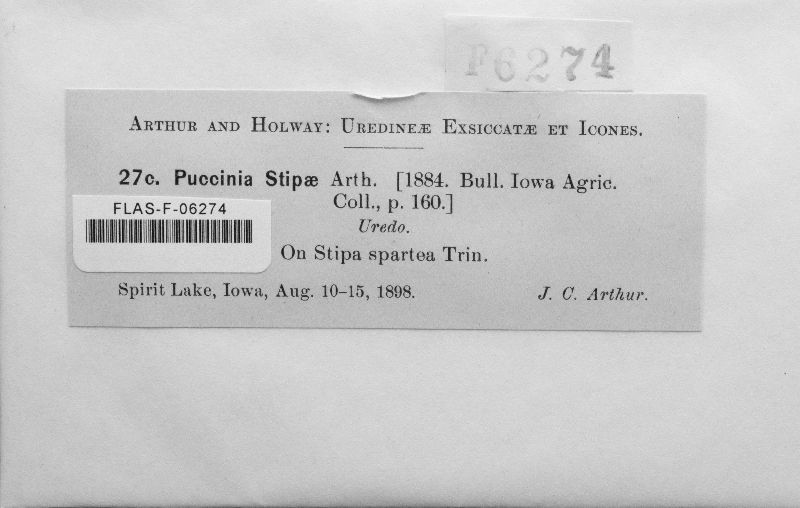 F6274
ARTHUR AND HOLWAY: UREDINEÆ EXSICCATÆ ET ICONES.
27c. Puccinia Stipæ Arth. [1884. Bull. Iowa Agric.
Coll., p. 160.]
FLAS-F-06274
Uredo.
On Stipa spartea Trin.
Spirit Lake, Iowa, Aug. 10–15, 1898. J. C. Arthur.